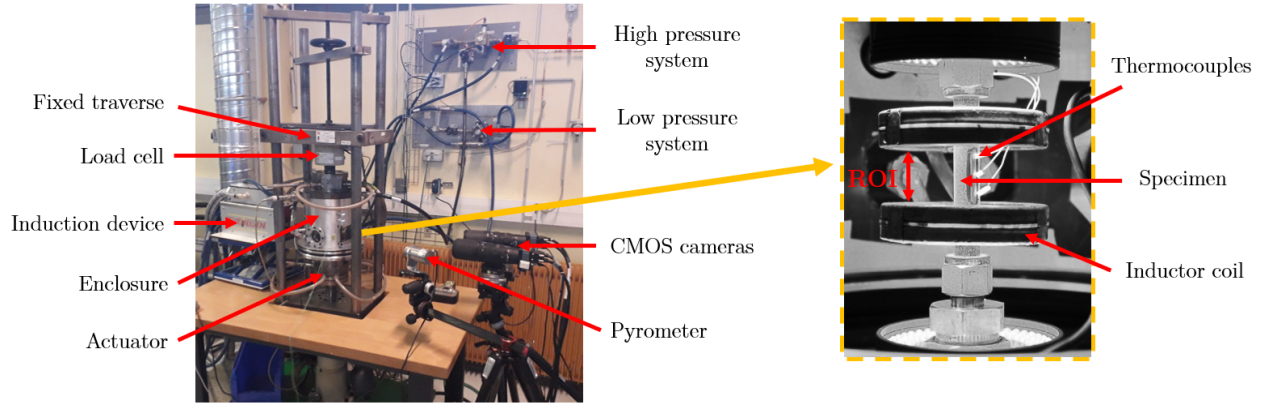 Fixed traverse
Load cell
Induction device
Enclosure
Actuator
High pressure
system
Low pressure
system
CMOS cameras
Pyrometer
ROI
Thermocouples
Specimen
Inductor coil